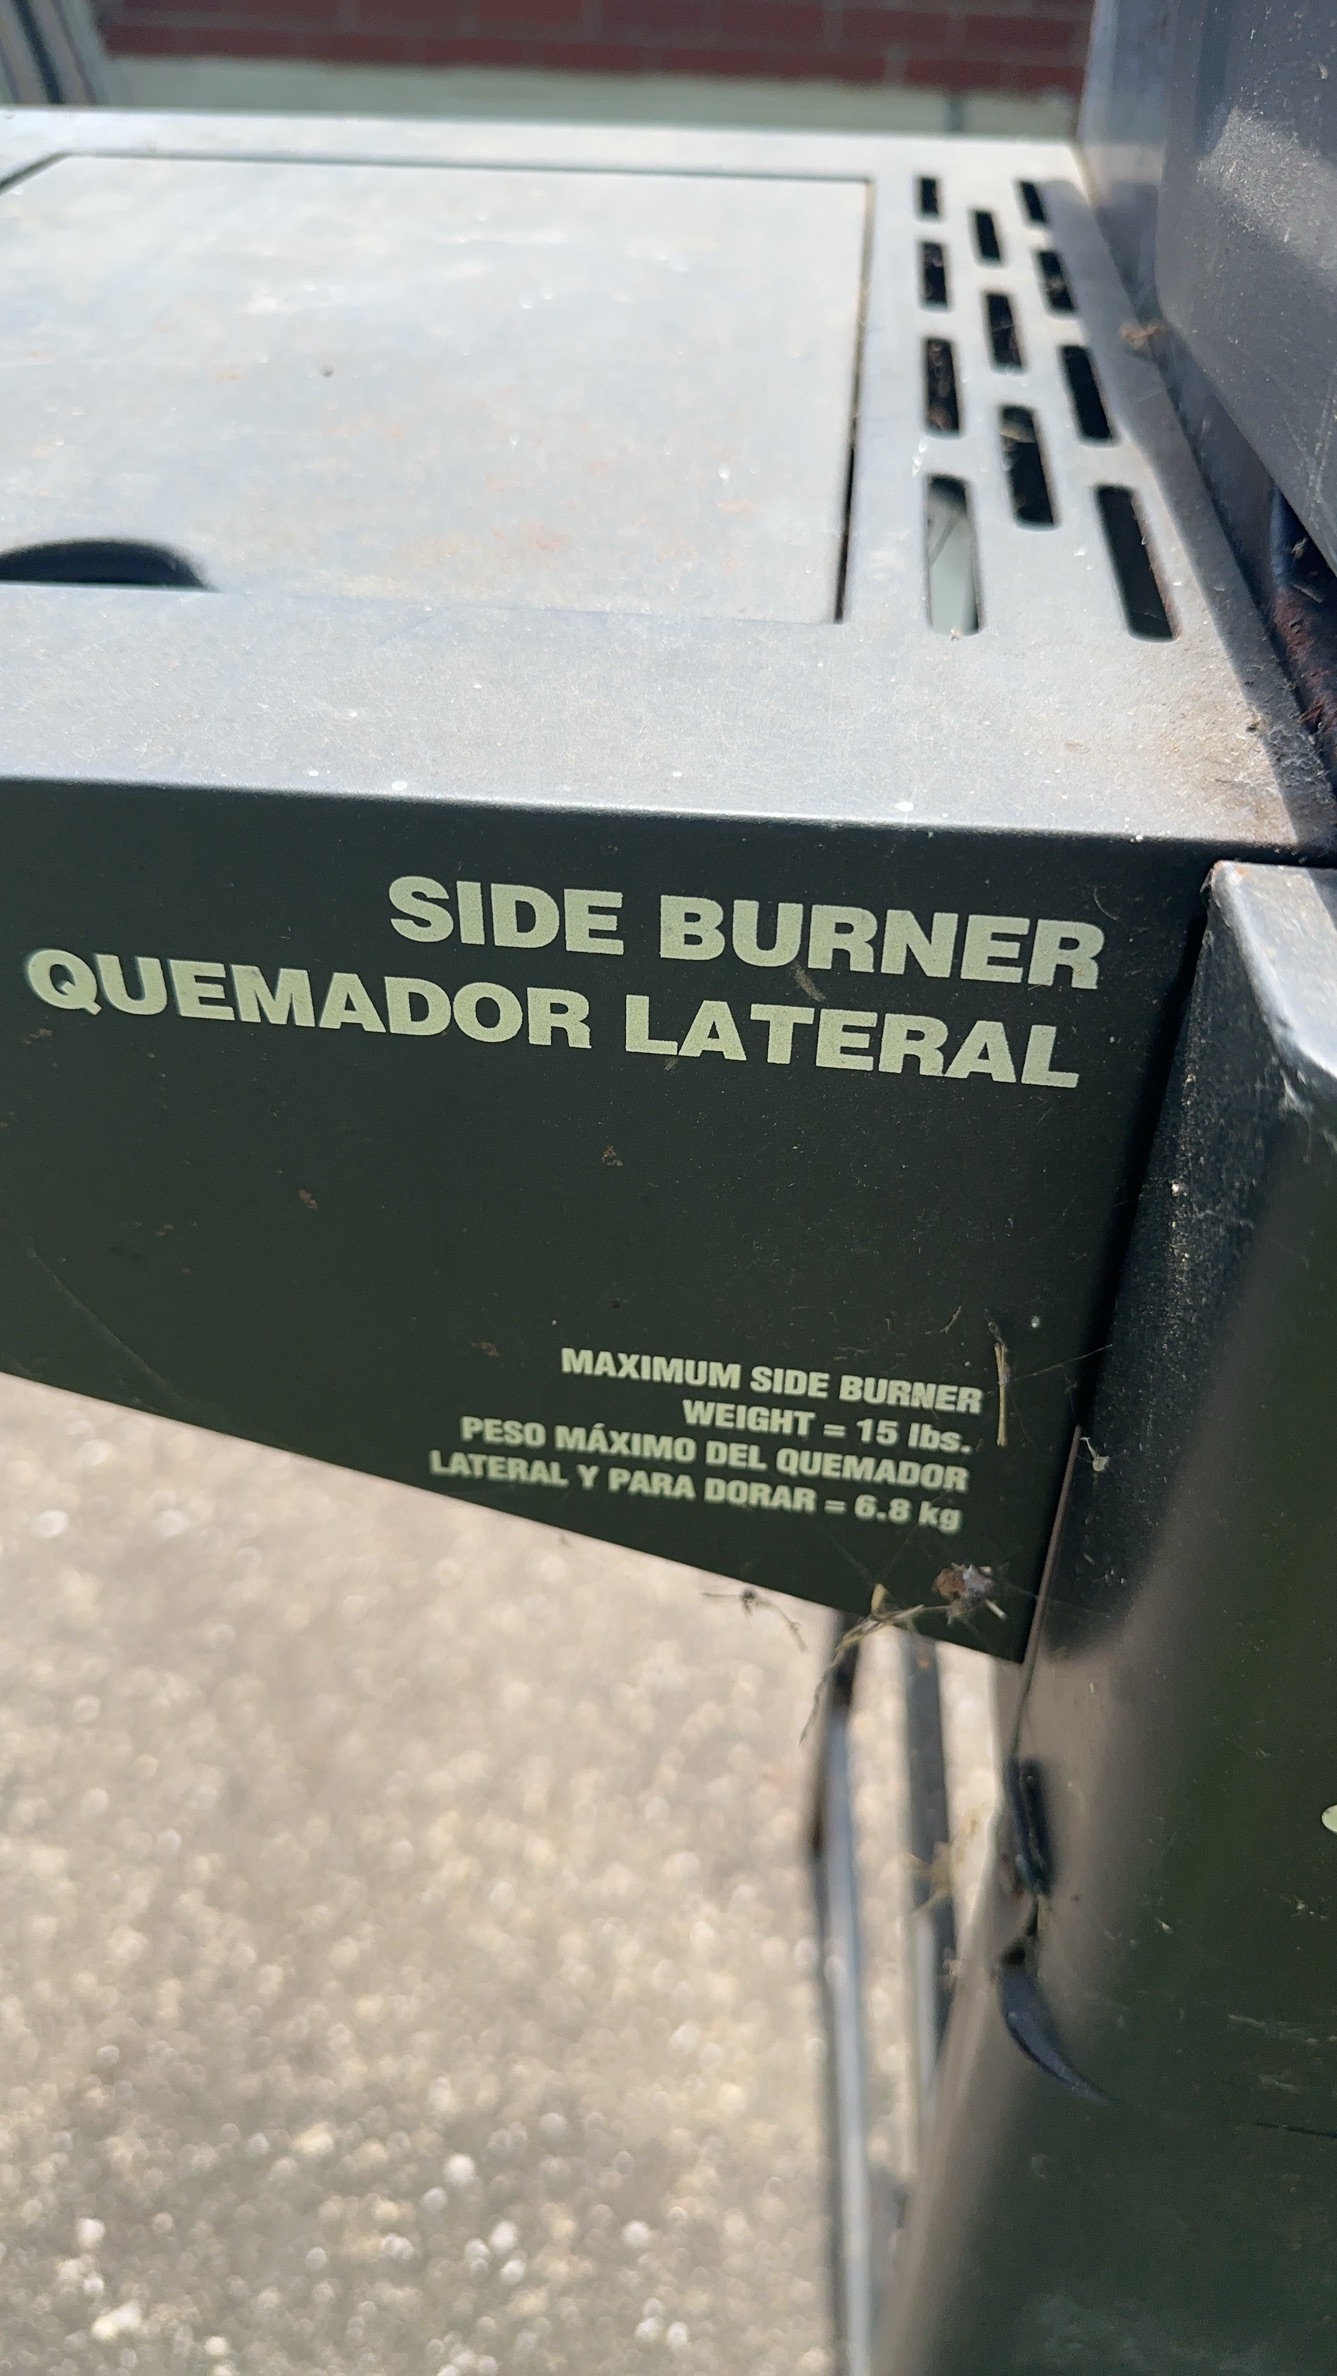 SIDE BURNER
QUEMADOR LATERAL
MAXIMUM SIDE BURNER
WEIGHT = 15 lbs.
PESO MÁXIMO DEL QUEMADOR
LATERAL Y PARA DORAR = 6.8 kg